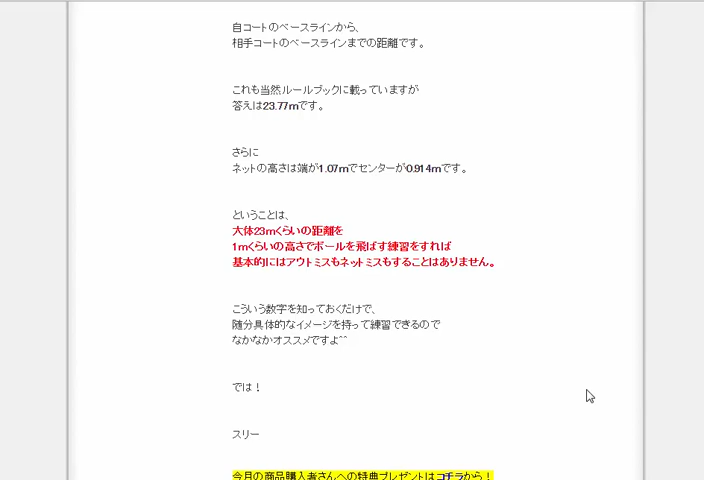 自コートのベースラインから、
相手コートのベースラインまでの距離です。
これも当然ルールブックに載っていますが
答えは23.77mです。
さらに
ネットの高さは端が1.07mでセンターが0.914mです。
ということは、
大体23mくらいの距離を
1mくらいの高さでボールを飛ばす練習をすれば
基本的にはアウトミスもネットミスもすることはありません。
こういう数字を知っておくだけで、
随分具体的なイメージを持って練習できるので
なかなかオススメですよ^^
では！
スリー
今月の商品購入者さんへの特典プレゼントはコチラから！